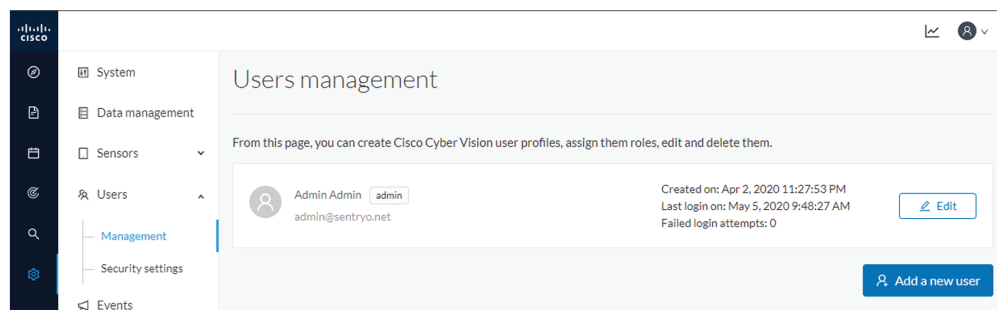 CISCO
System
Data management
Sensors
Users
Management
Security settings
Events
Users management
From this page, you can create Cisco Cyber Vision user profiles, assign them roles, edit and delete them.
Admin Admin admin
admin@sentryo.net
Created on: Apr 2, 2020 11:27:53 PM
Last login on: May 5, 2020 9:48:27 AM
Failed login attempts: 0
Edit
Add a new user